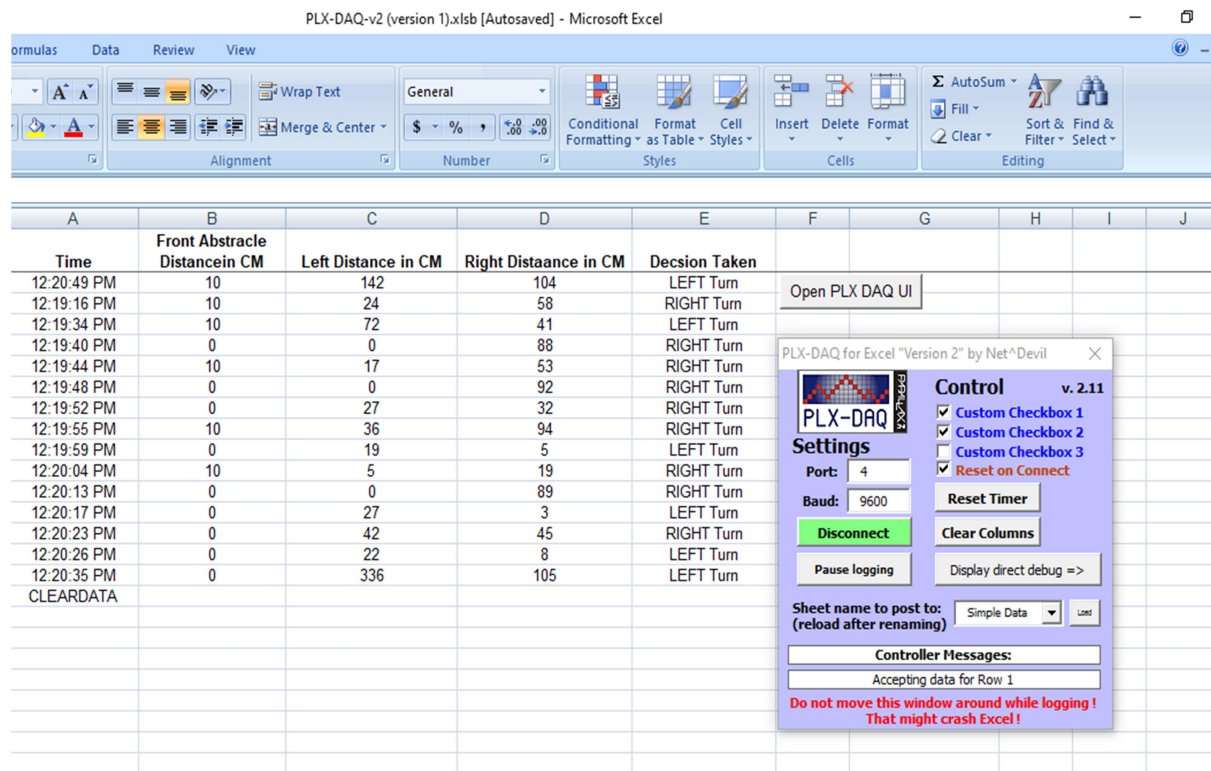 PLX-DAQ-v2 (version 1).xlsb [Autosaved] - Microsoft Excel
ormulas Data Review View
Wrap Text General Σ AutoSum
Merge & Center $ % , .00 .00 Conditional Formatting Format as Table Cell Styles Insert Delete Format Fill Clear Sort & Filter Find & Select
Alignment Number Styles Cells Editing
A B C D E F G H I J
Front Abstracle
Time Distancein CM Left Distance in CM Right Distaance in CM Decsion Taken
12:20:49 PM 10 142 104 LEFT Turn
12:19:16 PM 10 24 58 RIGHT Turn
12:19:34 PM 10 72 41 LEFT Turn
12:19:40 PM 0 0 88 RIGHT Turn
12:19:44 PM 10 17 53 RIGHT Turn
12:19:48 PM 0 0 92 RIGHT Turn
12:19:52 PM 0 27 32 RIGHT Turn
12:19:55 PM 10 36 94 RIGHT Turn
12:19:59 PM 0 19 5 LEFT Turn
12:20:04 PM 10 5 19 RIGHT Turn
12:20:13 PM 0 0 89 RIGHT Turn
12:20:17 PM 0 27 3 LEFT Turn
12:20:23 PM 0 42 45 RIGHT Turn
12:20:26 PM 0 22 8 LEFT Turn
12:20:35 PM 0 336 105 LEFT Turn
CLEARDATA
Open PLX DAQ UI
PLX-DAQ for Excel "Version 2" by Net^Devil
PLX-DAQ PARALLAX
Control v. 2.11
Custom Checkbox 1
Custom Checkbox 2
Custom Checkbox 3
Reset on Connect
Settings
Port: 4
Baud: 9600
Reset Timer
Disconnect Clear Columns
Pause logging Display direct debug =>
Sheet name to post to: Simple Data Load
(reload after renaming)
Controller Messages:
Accepting data for Row 1
Do not move this window around while logging !
That might crash Excel !